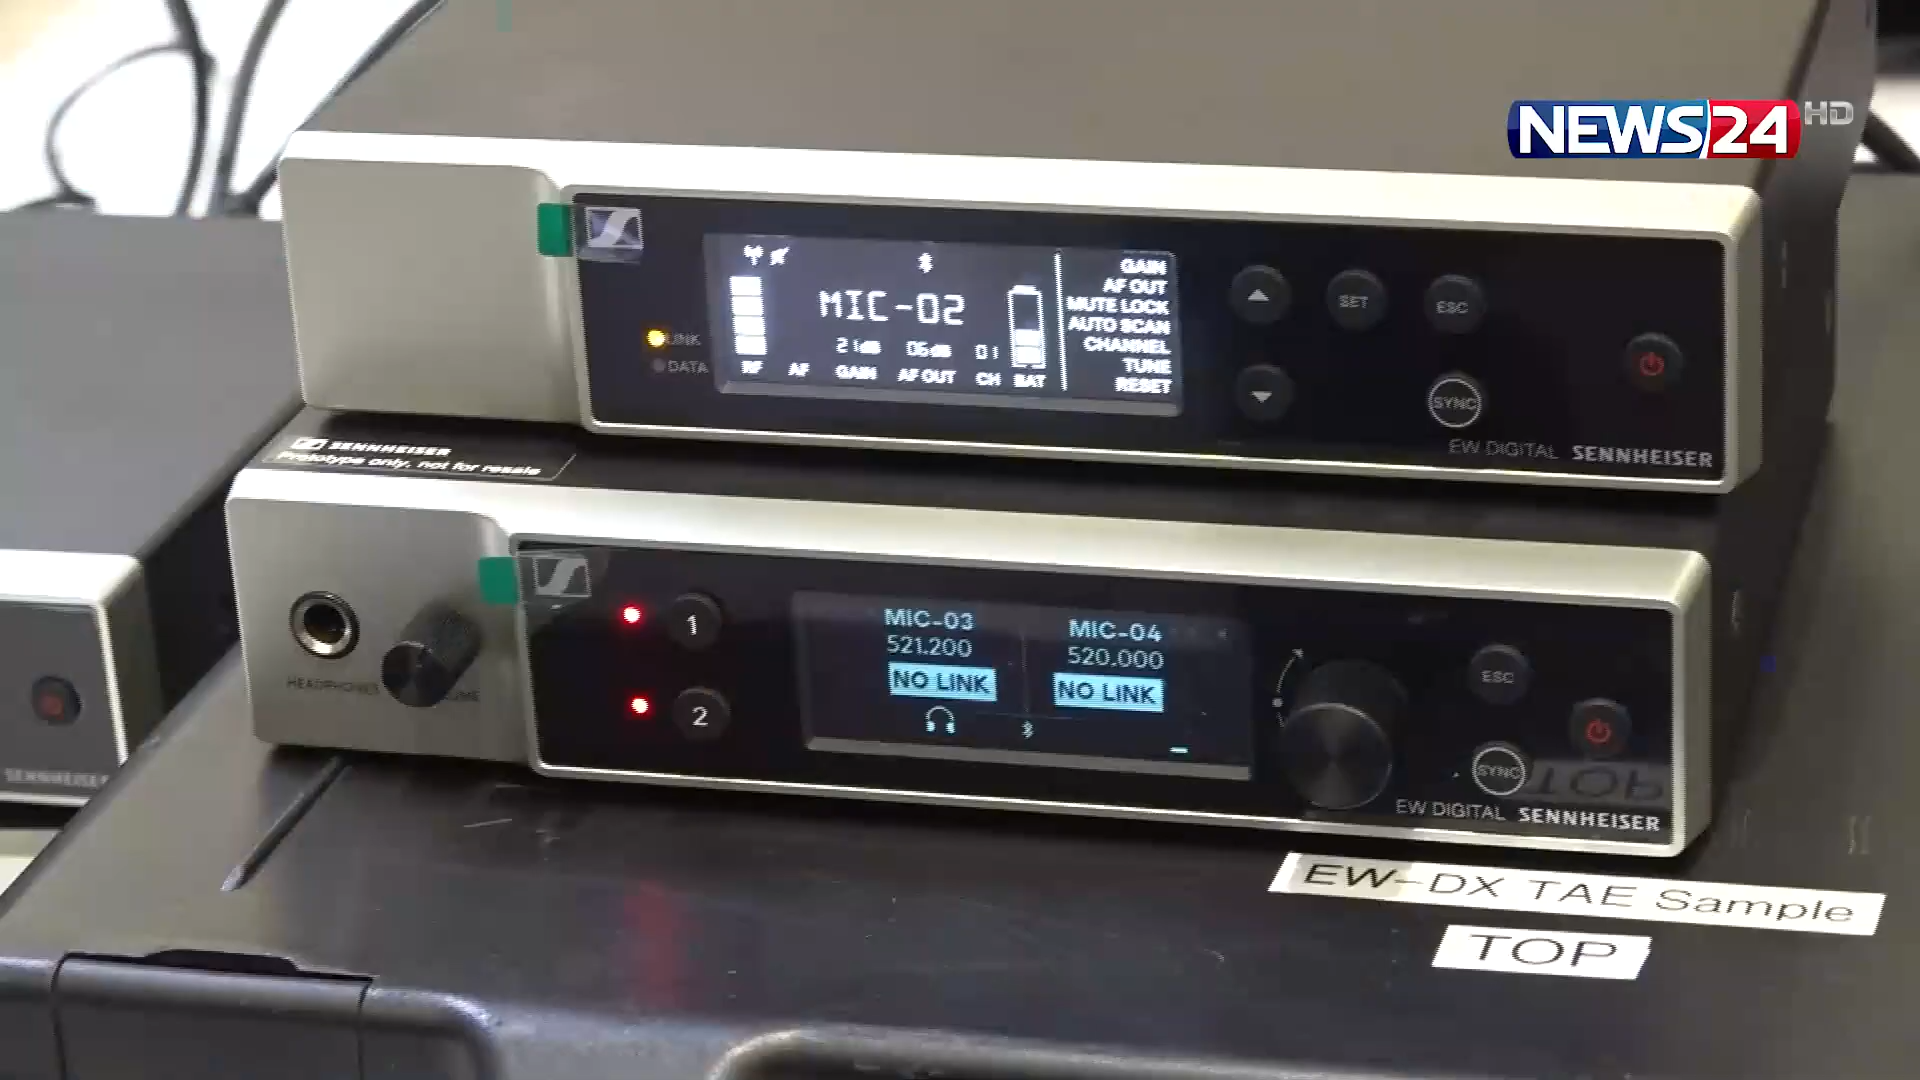 NEWS 24 HD
MIC-02
21dB 06dB 01
RF AF GAIN AF OUT CH BAT
GAIN
AF OUT
MUTE LOCK
AUTO SCAN
CHANNEL
TUNE
RESET
LINK
DATA
SET
ESC
SYNC
EW DIGITAL SENNHEISER
SENNHEISER
Prototype only, not for resale
HEADPHONES
1
2
MIC-03
521.200
NO LINK
MIC-04
520.000
NO LINK
ESC
SYNC
EW DIGITAL SENNHEISER
SENNHEISER
EW-DX TAE Sample
TOP